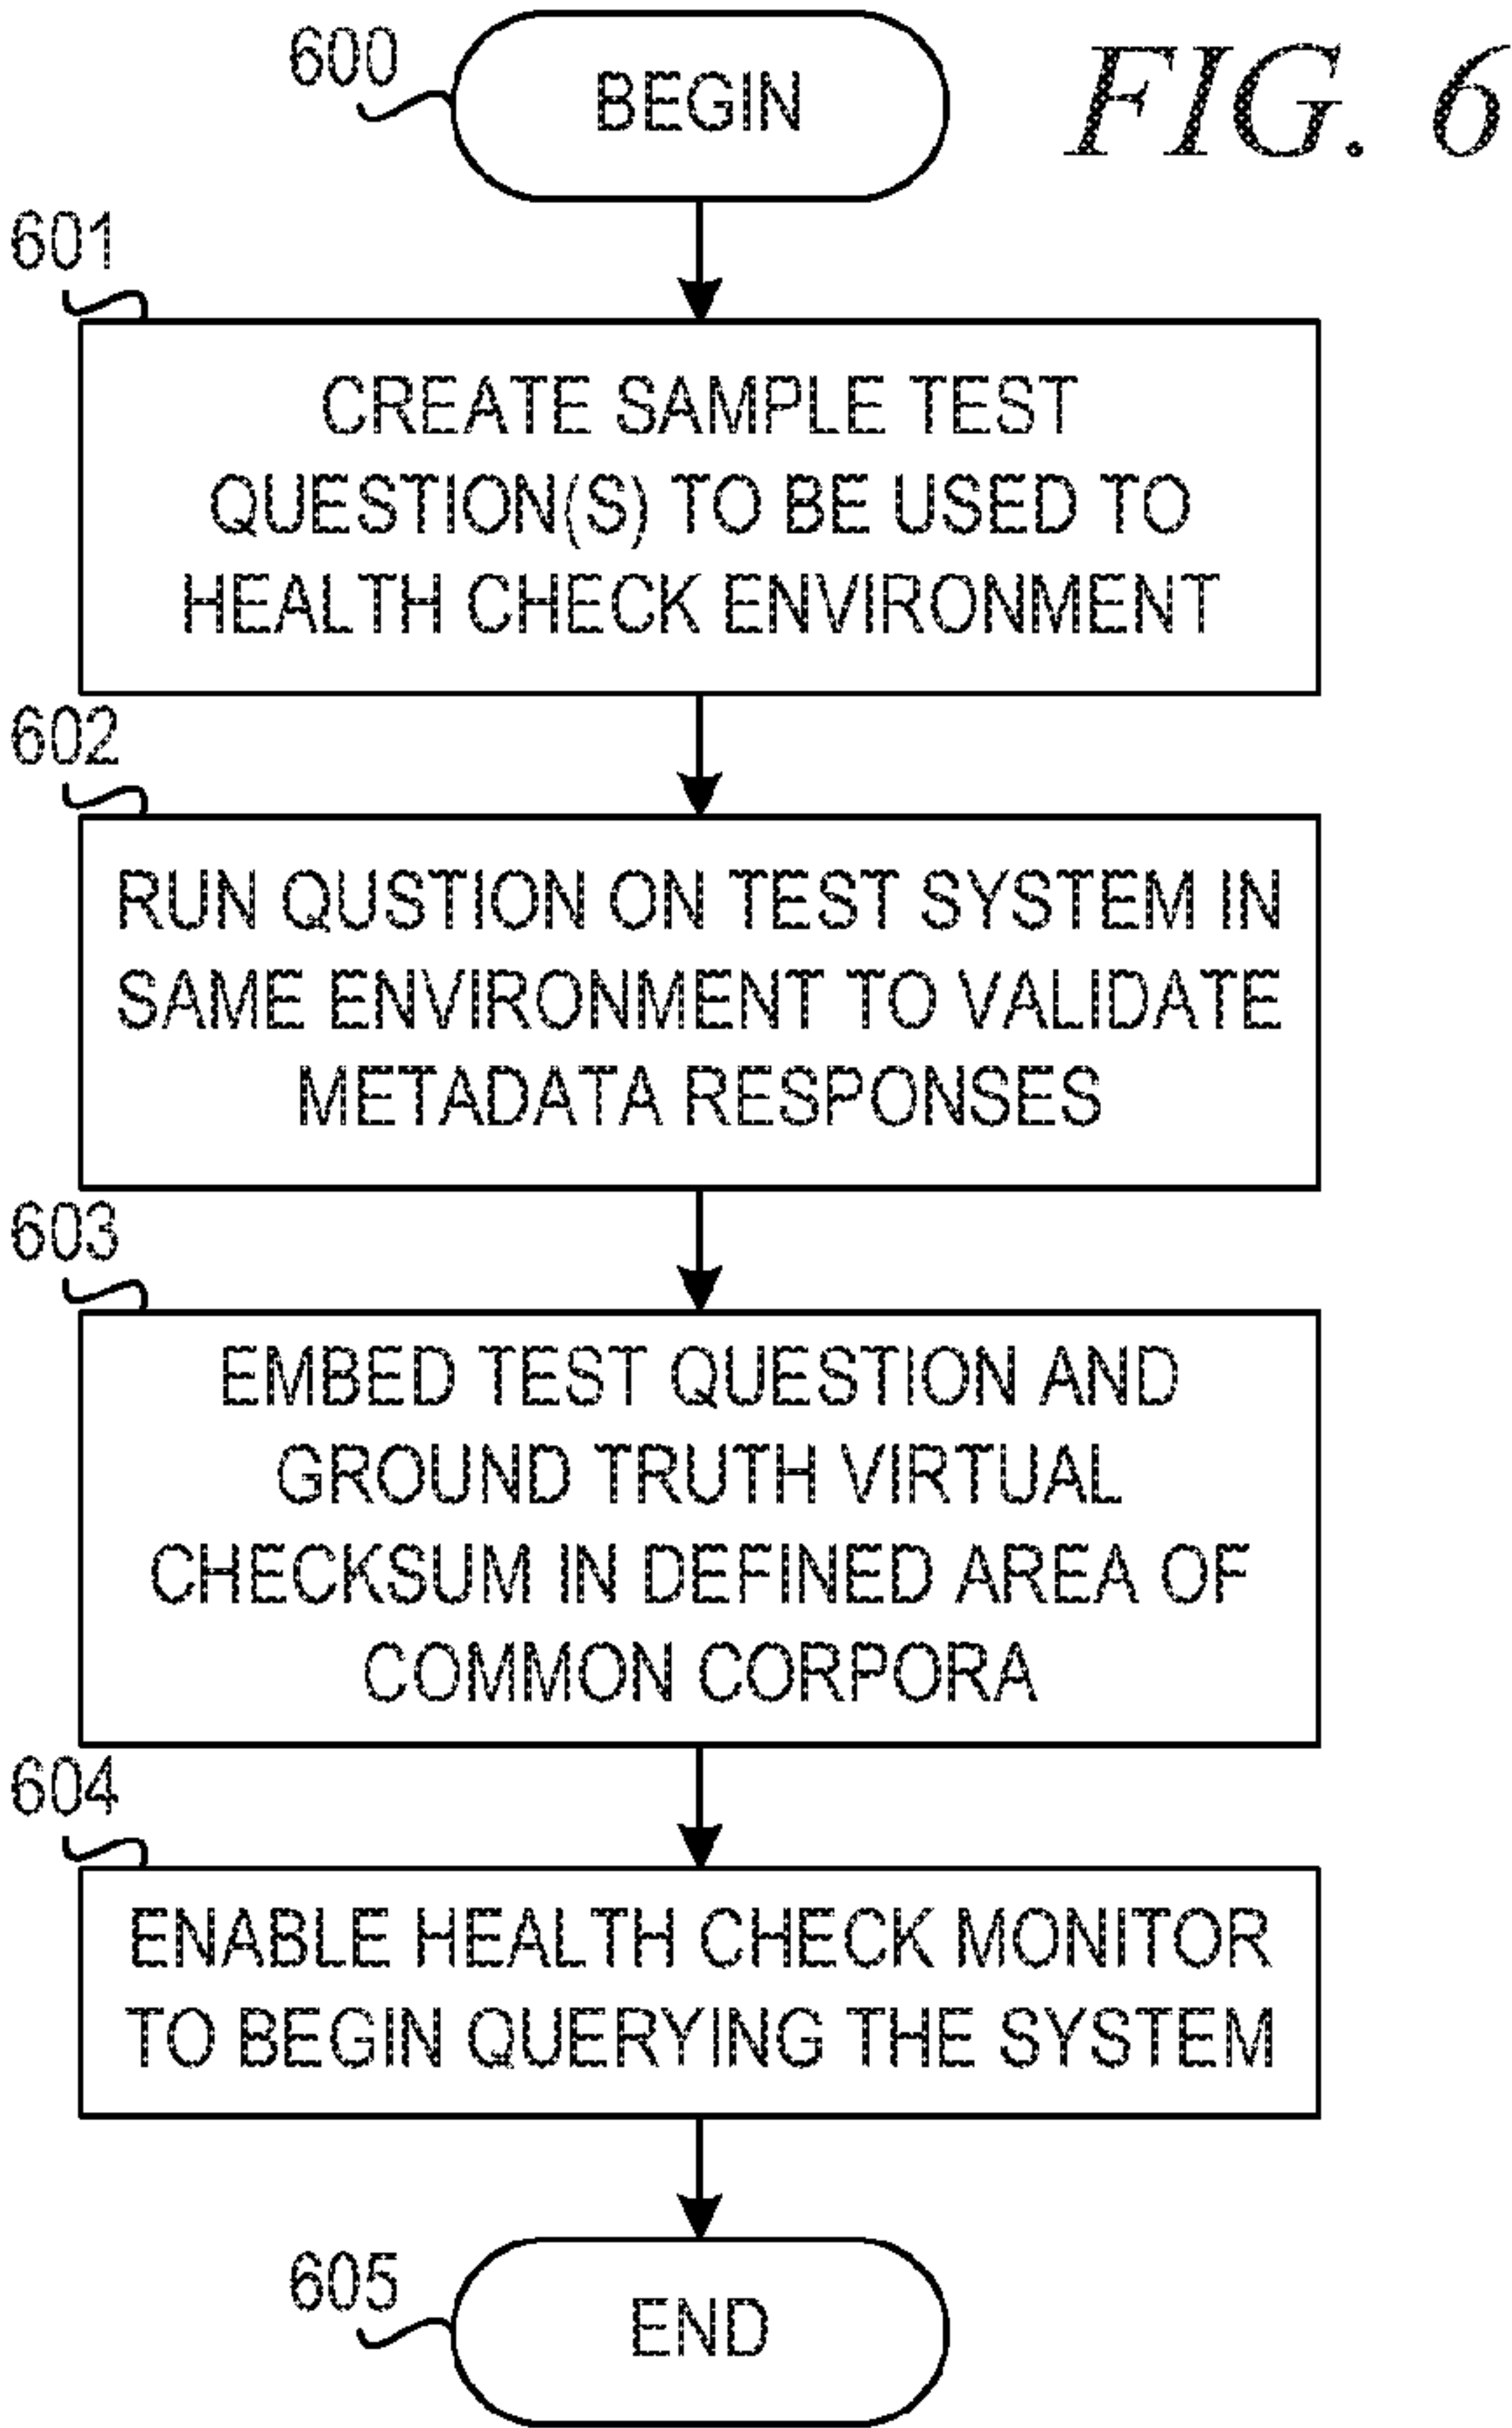 600
BEGIN
FIG. 6
601
CREATE SAMPLE TEST
QUESTION(S) TO BE USED TO
HEALTH CHECK ENVIRONMENT
602
RUN QUSTION ON TEST SYSTEM IN
SAME ENVIRONMENT TO VALIDATE
METADATA RESPONSES
603
EMBED TEST QUESTION AND
GROUND TRUTH VIRTUAL
CHECKSUM IN DEFINED AREA OF
COMMON CORPORA
604
ENABLE HEALTH CHECK MONITOR
TO BEGIN QUERYING THE SYSTEM
605
END